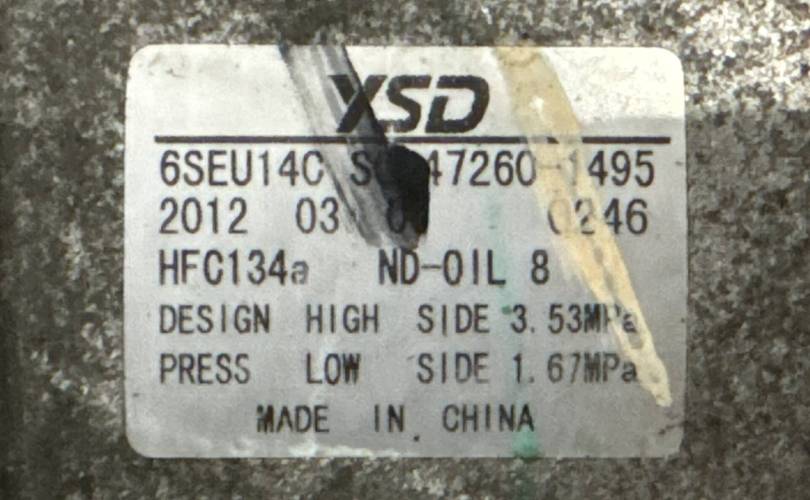 XSD
6SEU14C 47260-1495
2012 03 0246
HFC134a ND-OIL 8
DESIGN HIGH SIDE 3.53MPa
PRESS LOW SIDE 1.67MPa
MADE IN CHINA